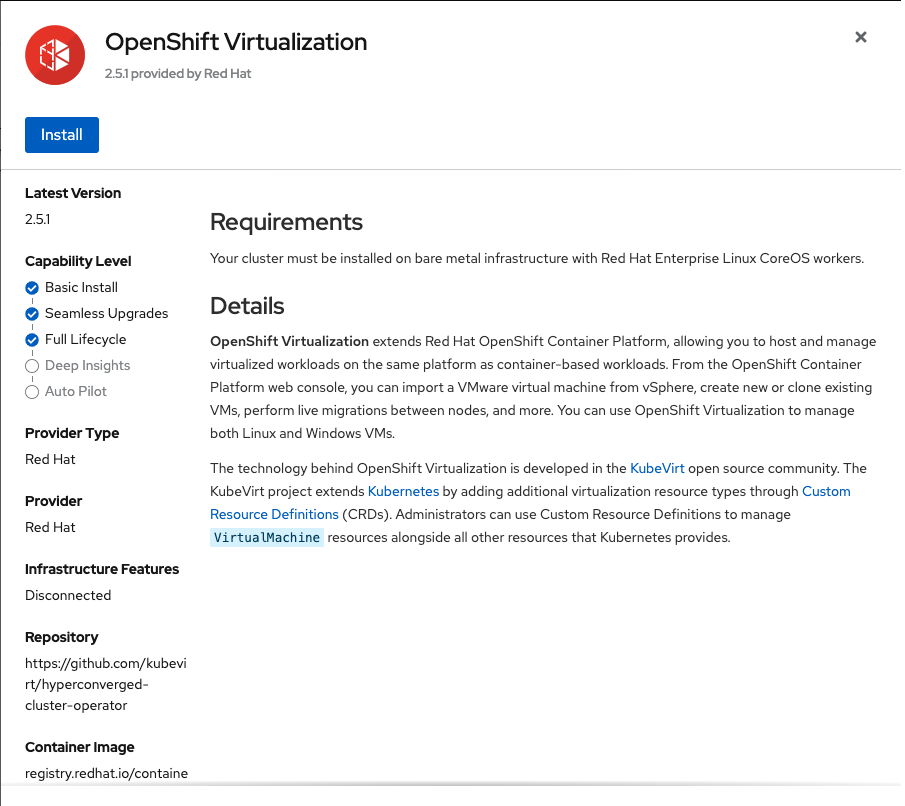 OpenShift Virtualization
2.5.1 provided by Red Hat
Install
Latest Version
2.5.1
Capability Level
Basic Install
Seamless Upgrades
Full Lifecycle
Deep Insights
Auto Pilot
Provider Type
Red Hat
Provider
Red Hat
Infrastructure Features
Disconnected
Repository
https://github.com/kubevi
rt/hyperconverged-
cluster-operator
Container Image
registry.redhat.io/containe
Requirements
Your cluster must be installed on bare metal infrastructure with Red Hat Enterprise Linux CoreOS workers.
Details
OpenShift Virtualization extends Red Hat OpenShift Container Platform, allowing you to host and manage
virtualized workloads on the same platform as container-based workloads. From the OpenShift Container
Platform web console, you can import a VMware virtual machine from vSphere, create new or clone existing
VMs, perform live migrations between nodes, and more. You can use OpenShift Virtualization to manage
both Linux and Windows VMs.
The technology behind OpenShift Virtualization is developed in the KubeVirt open source community. The
KubeVirt project extends Kubernetes by adding additional virtualization resource types through Custom
Resource Definitions (CRDs). Administrators can use Custom Resource Definitions to manage
VirtualMachine resources alongside all other resources that Kubernetes provides.